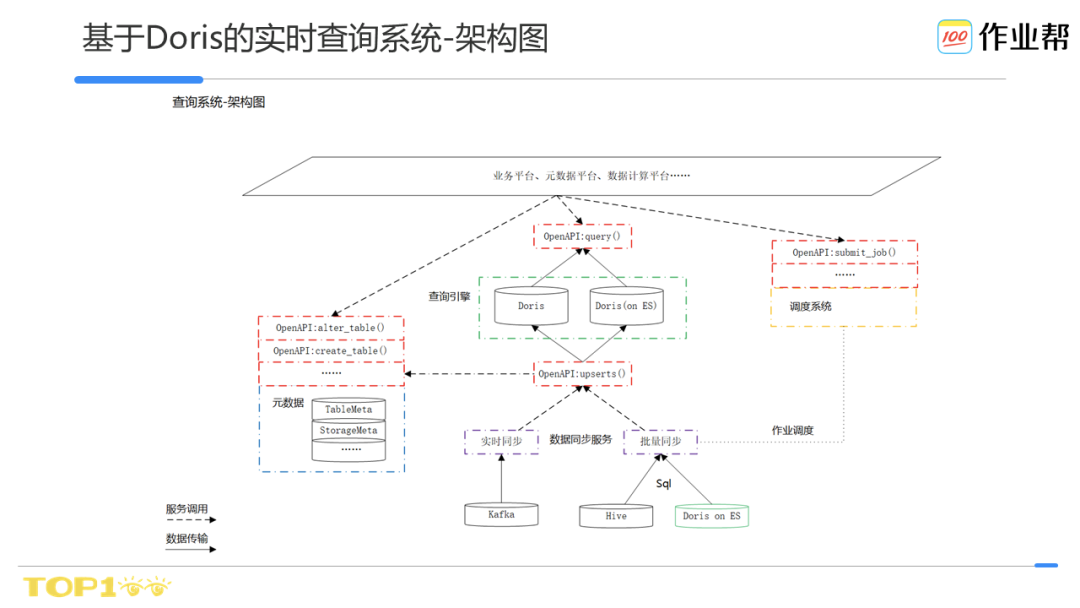 基于Doris的实时查询系统-架构图
100 作业帮
查询系统-架构图
业务平台、元数据平台、数据计算平台……
OpenAPI:query()
OpenAPI:submit_job()
……
调度系统
查询引擎
Doris
Doris(on ES)
OpenAPI:alter_table()
OpenAPI:create_table()
……
OpenAPI:upserts()
元数据
TableMeta
StorageMeta
……
实时同步
数据同步服务
批量同步
作业调度
Sql
Kafka
Hive
Doris on ES
服务调用
数据传输
TOP100